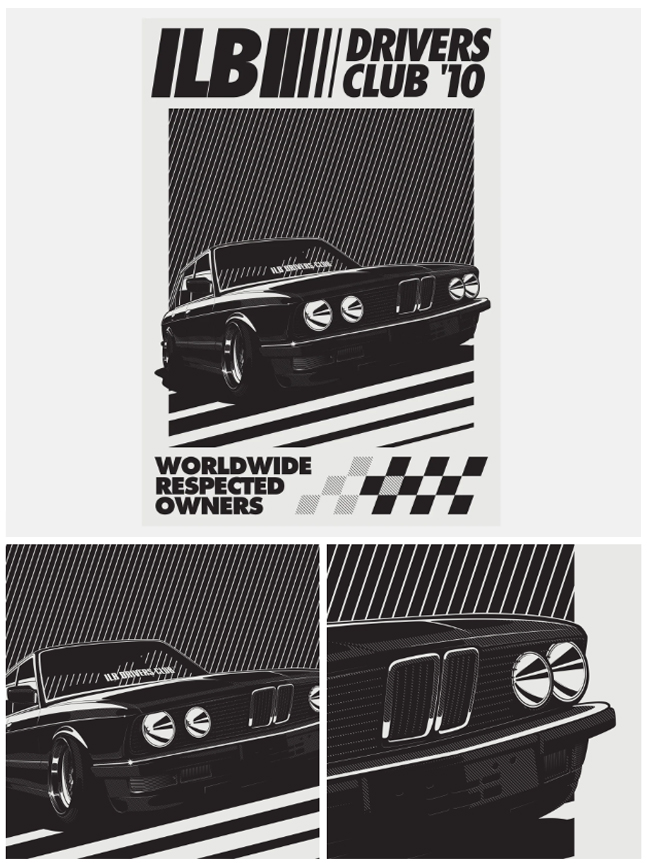 ILB
DRIVERS
CLUB '10
ILB DRIVERS CLUB
WORLDWIDE
RESPECTED
OWNERS
ILB DRIVERS CLUB